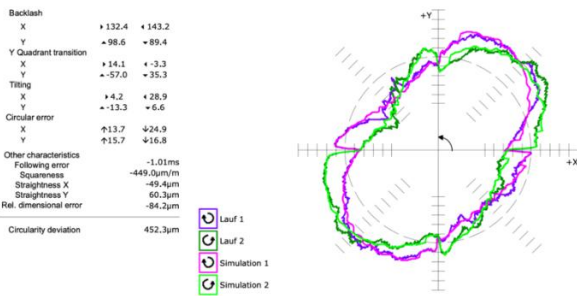 Backlash
X ▸132.4 ◂143.2
Y ▴98.6 ▾89.4
Y Quadrant transition
X ▸14.1 ◂-3.3
Y ▴-57.0 ▾35.3
Tilting
X ▸4.2 ◂28.9
Y ▴-13.3 ▾6.6
Circular error
X ↑13.7 ↓24.9
Y ↑15.7 ↓16.8
Other characteristics
Following error -1.01ms
Squareness -449.0µm/m
Straightness X -49.4µm
Straightness Y 60.3µm
Rel. dimensional error -84.2µm
Circularity deviation 452.3µm
+Y
+X
Lauf 1
Lauf 2
Simulation 1
Simulation 2